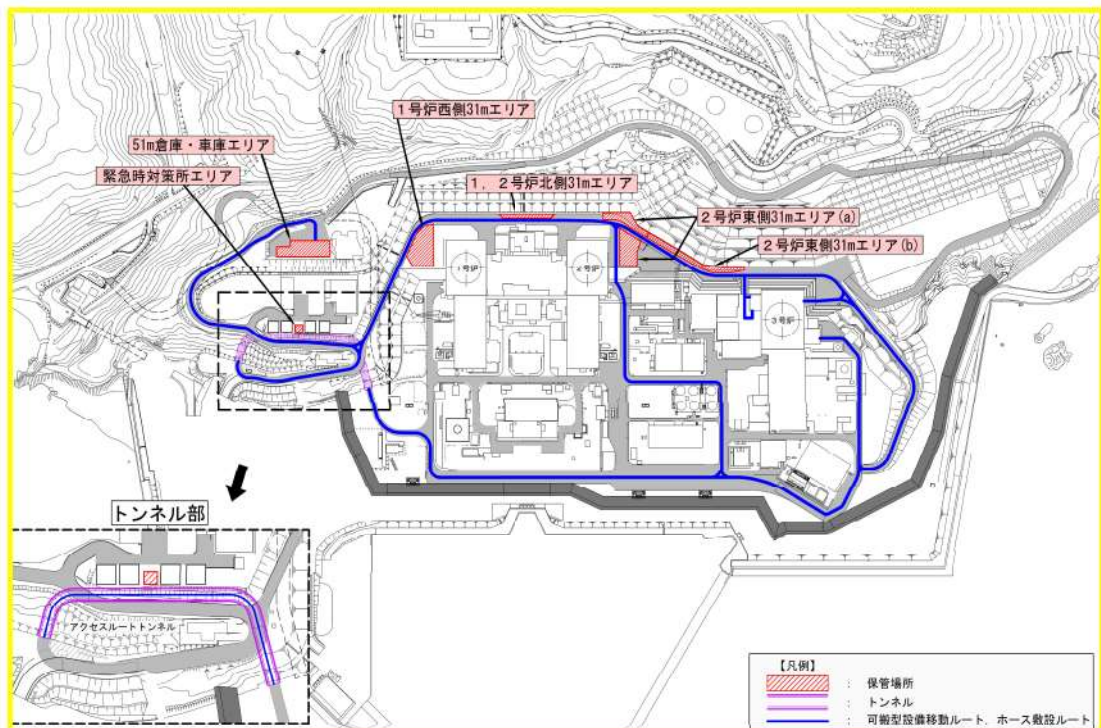 1号炉西側31mエリア
51m倉庫・車庫エリア
緊急時対策所エリア
1,2号炉北側31mエリア
2号炉東側31mエリア(a)
2号炉東側31mエリア(b)
1号炉
2号炉
3号炉
トンネル部
アクセスルートトンネル
【凡例】
: 保管場所
: トンネル
: 可搬型設備移動ルート,ホース敷設ルート